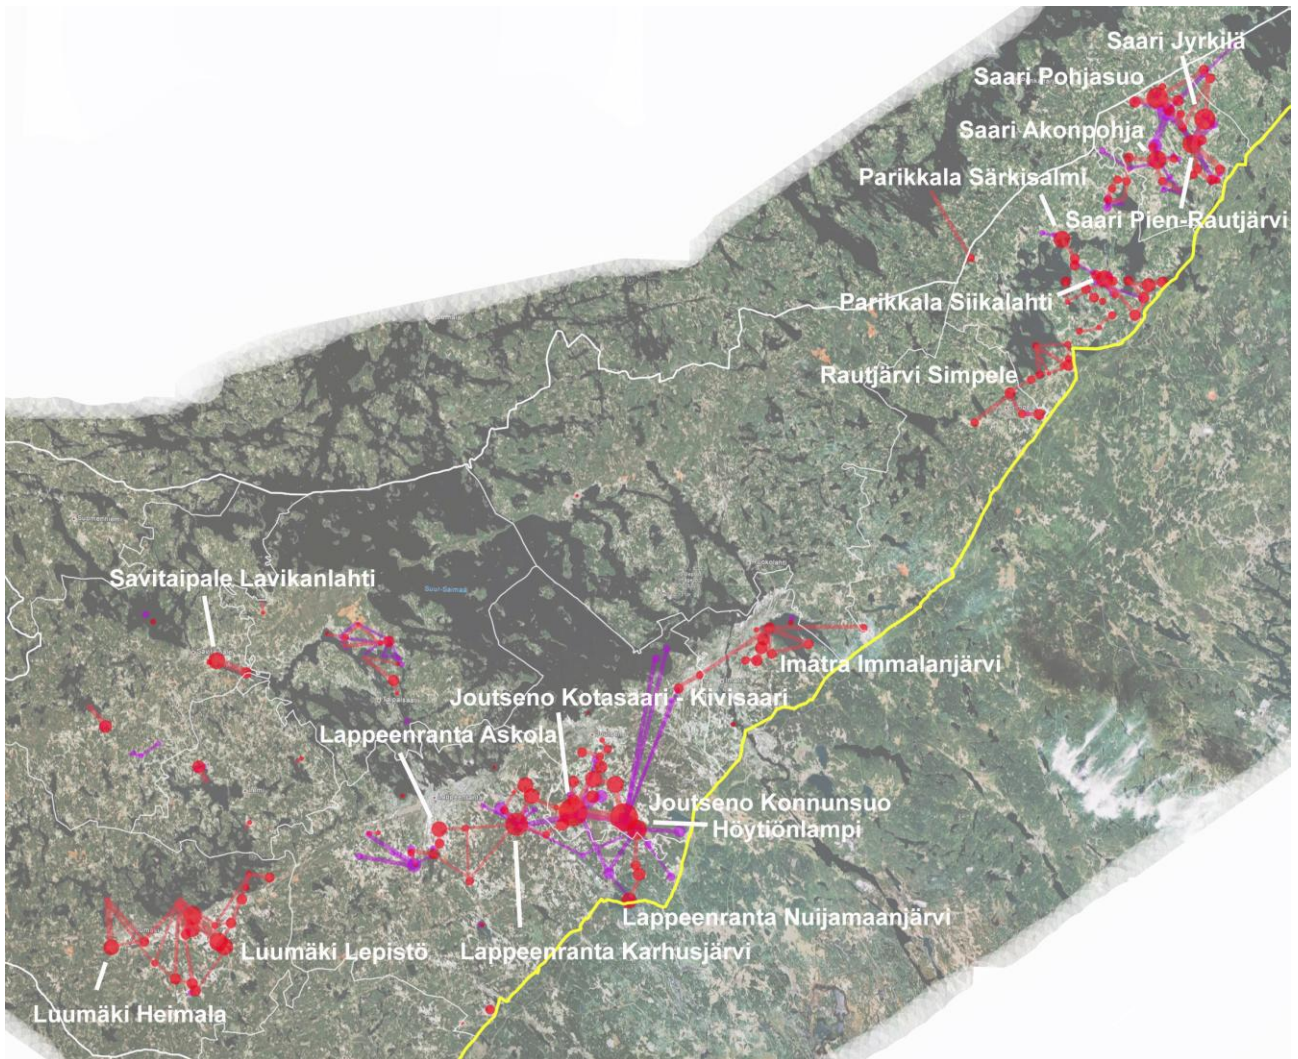 Saari Jyrkilä
Saari Pohjasuo
Saari Akonpohja
Parikkala Särkisalmi
Saari Pien-Rautjärvi
Parikkala Siikalahti
Rautjärvi Simpele
Savitaipale Lavikanlahti
Imatra Immalanjärvi
Joutseno Kotasaari - Kivisaari
Lappeenranta Askola
Joutseno Konnunsuo
Höytiönlampi
Lappeenranta Nuijamaanjärvi
Luumäki Lepistö
Lappeenranta Karhusjärvi
Luumäki Heimala